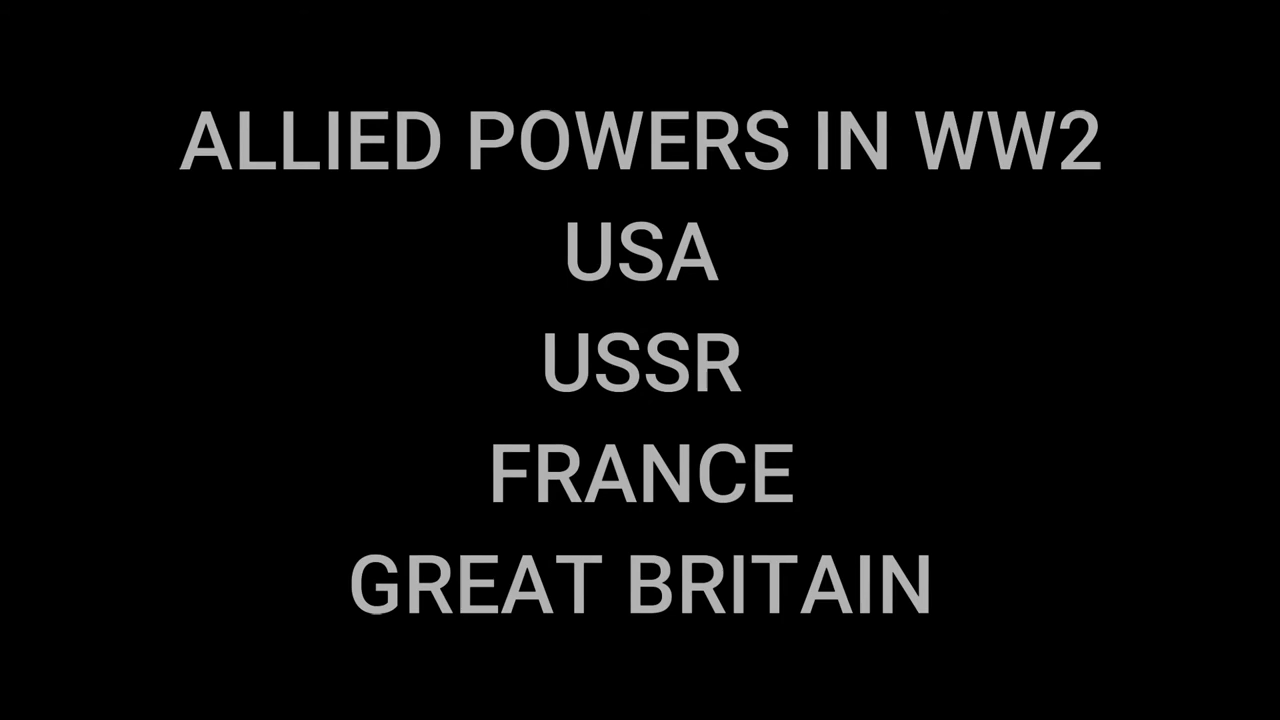 ALLIED POWERS IN WW2
USA
USSR
FRANCE
GREAT BRITAIN